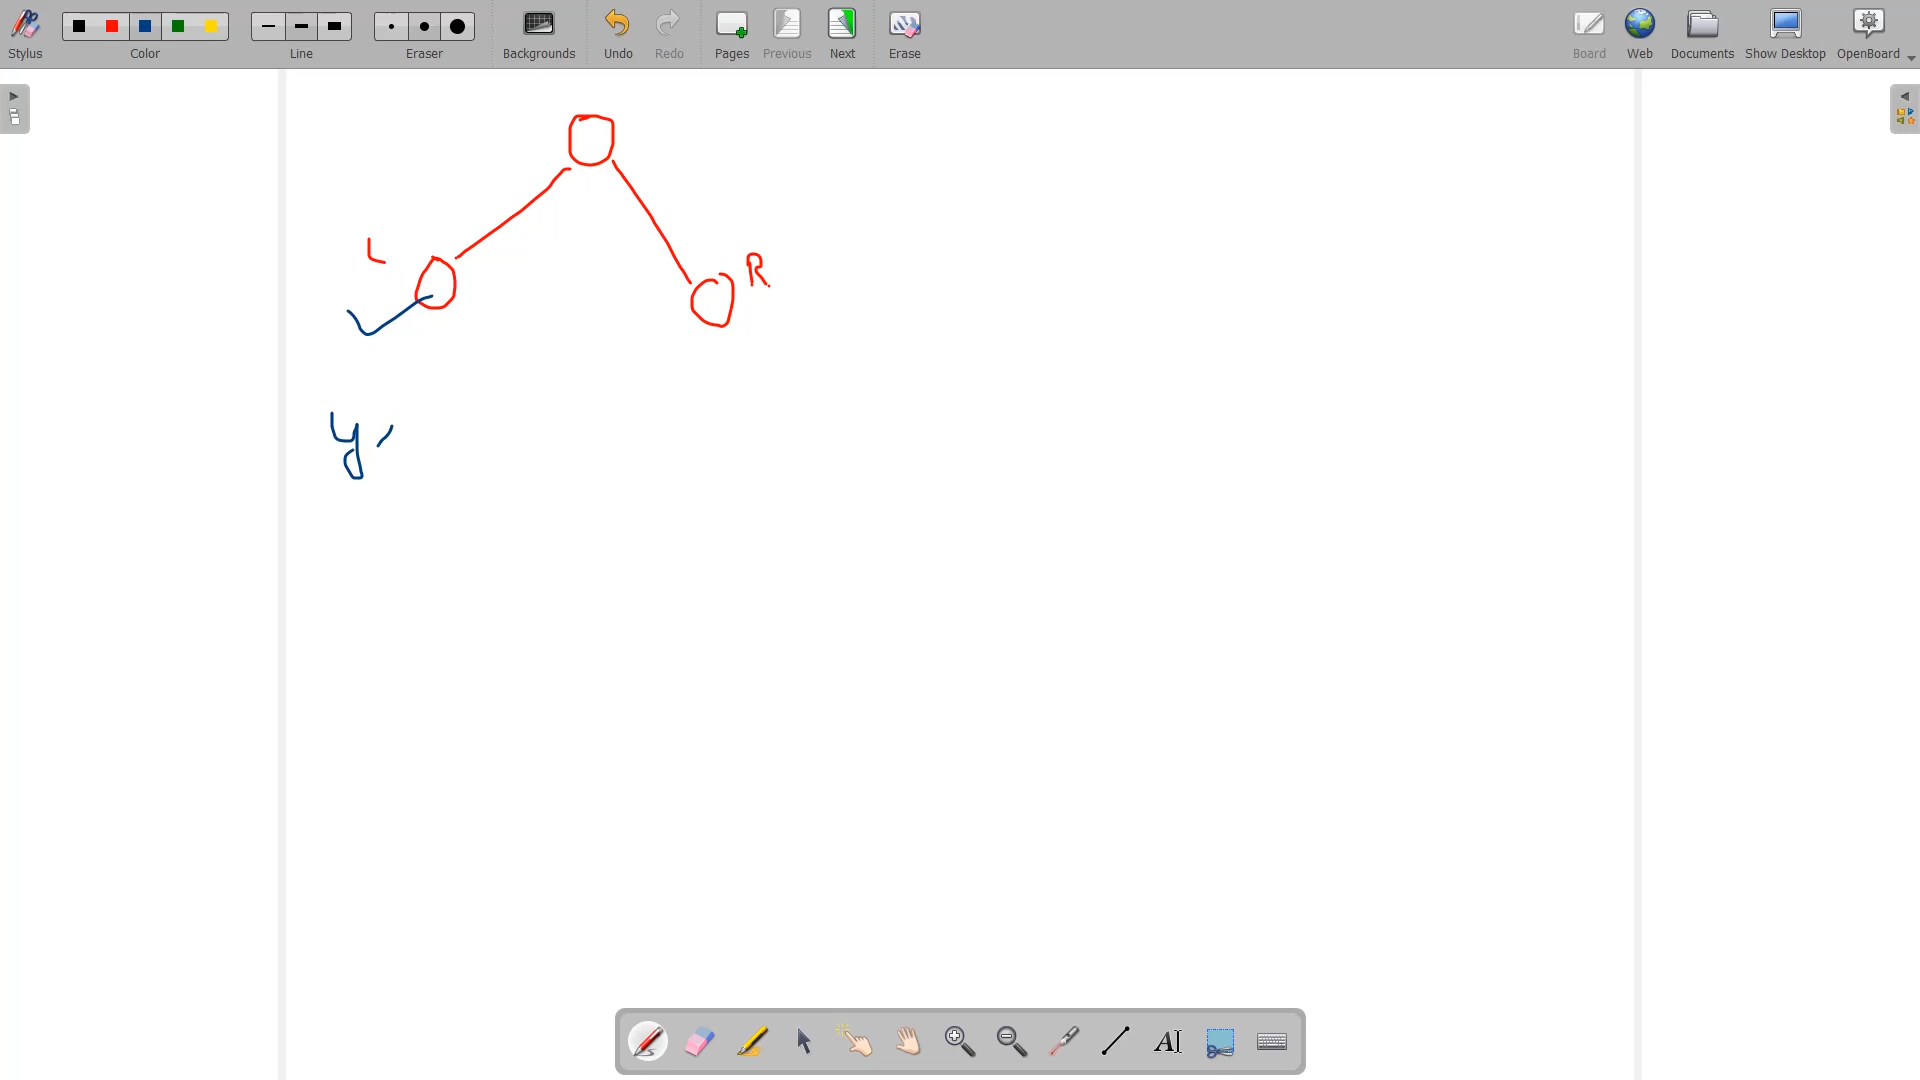 Stylus Color Line Eraser Backgrounds Undo Redo Pages Previous Next Erase Board Web Documents Show Desktop OpenBoard
L
R
y
A